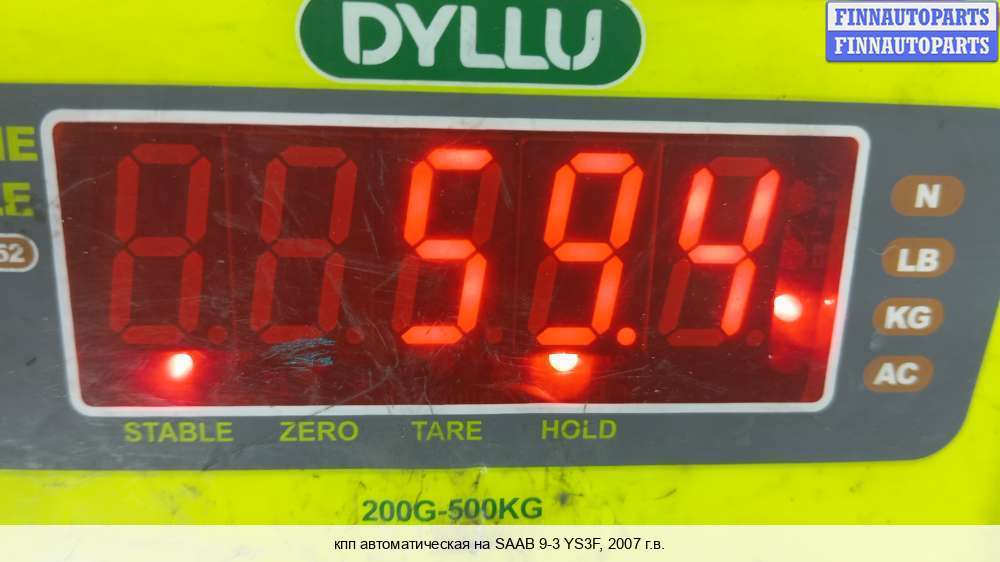 FINNAUTOPARTS
FINNAUTOPARTS
DYLLU
59.4
N
LB
KG
AC
STABLE ZERO TARE HOLD
200G-500KG
кпп автоматическая на SAAB 9-3 YS3F, 2007 г.в.